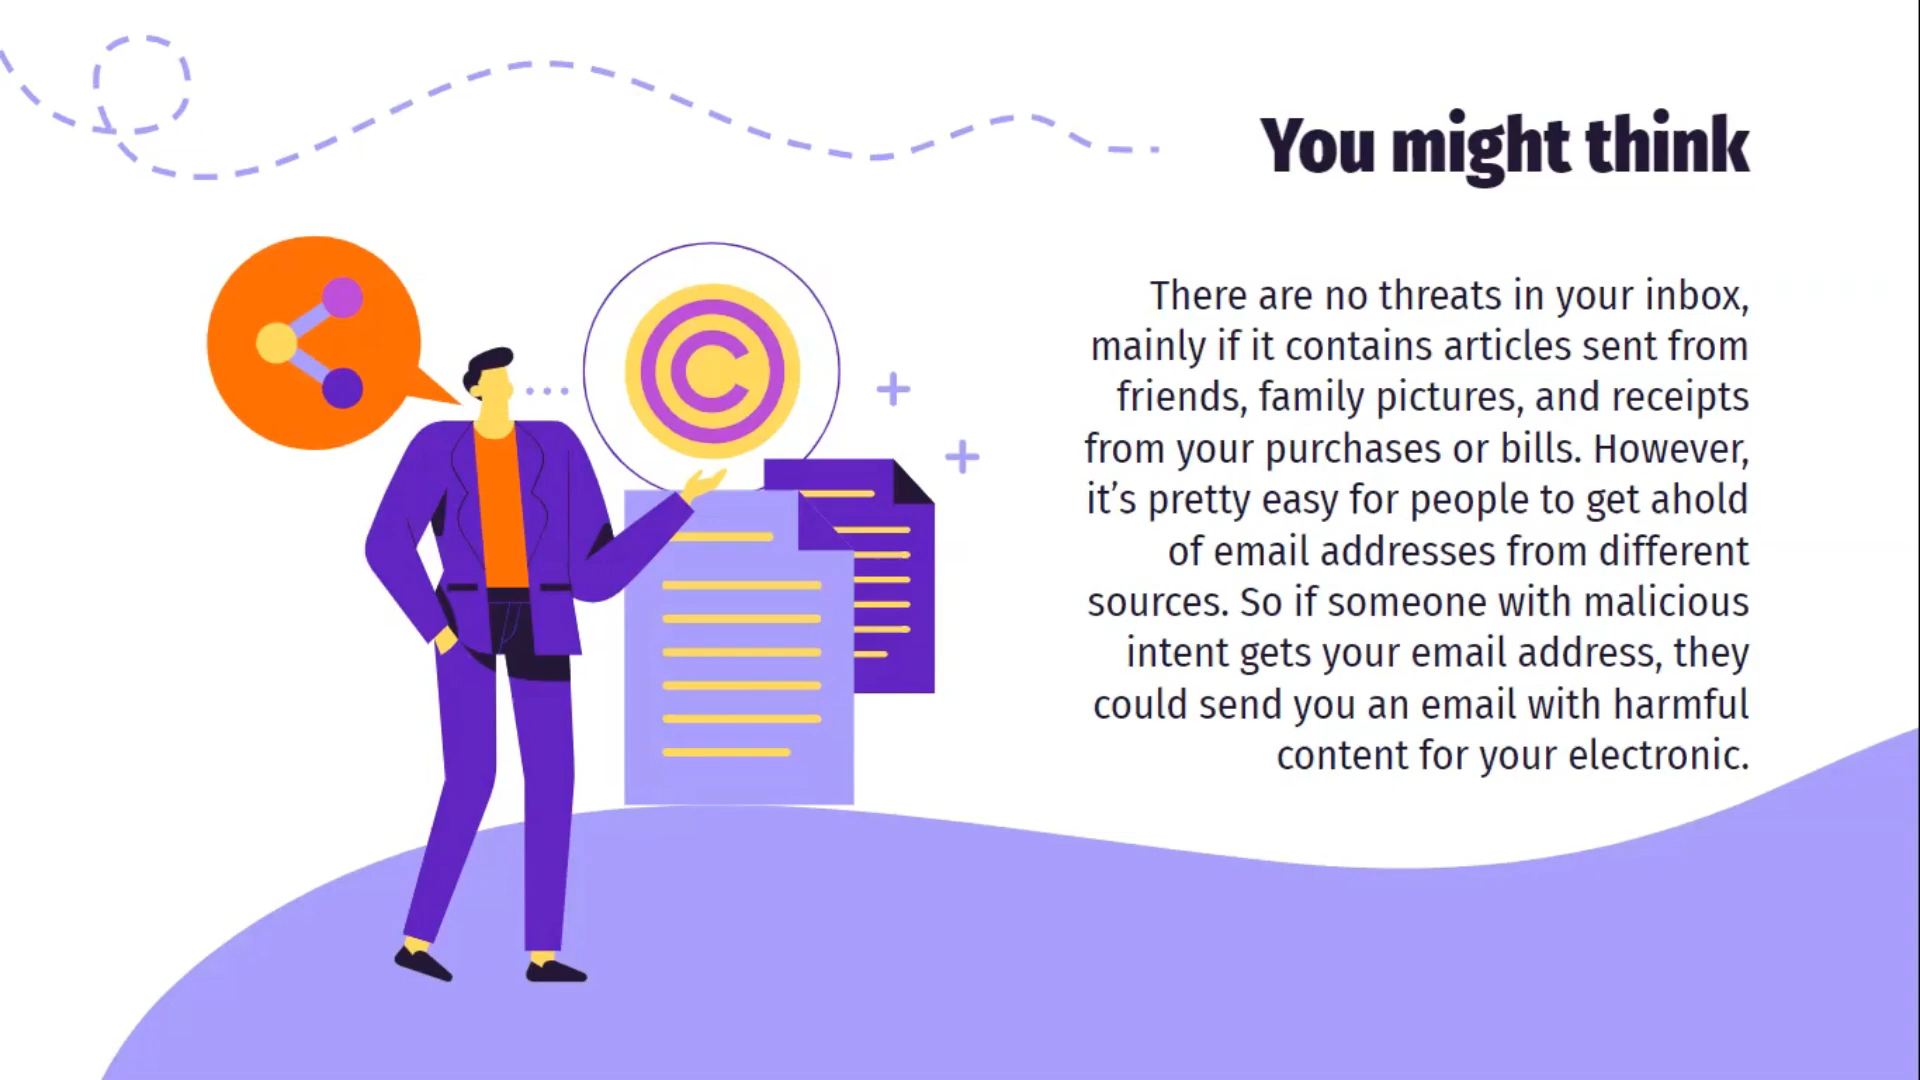 You might think
There are no threats in your inbox,
mainly if it contains articles sent from
friends, family pictures, and receipts
from your purchases or bills. However,
it’s pretty easy for people to get ahold
of email addresses from different
sources. So if someone with malicious
intent gets your email address, they
could send you an email with harmful
content for your electronic.